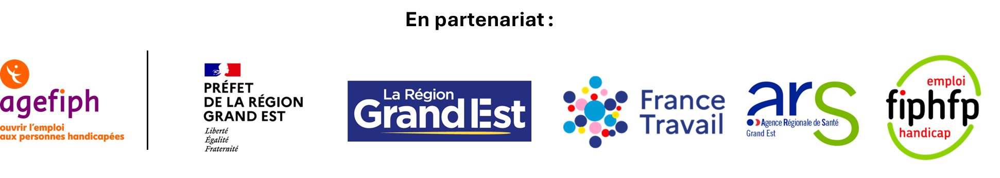 En partenariat :
agefiph
ouvrir l'emploi
aux personnes handicapées
PRÉFET
DE LA RÉGION
GRAND EST
Liberté
Égalité
Fraternité
La Région
Grand Est
France
Travail
ars
Agence Régionale de Santé
Grand Est
emploi
fiphfp
handicap